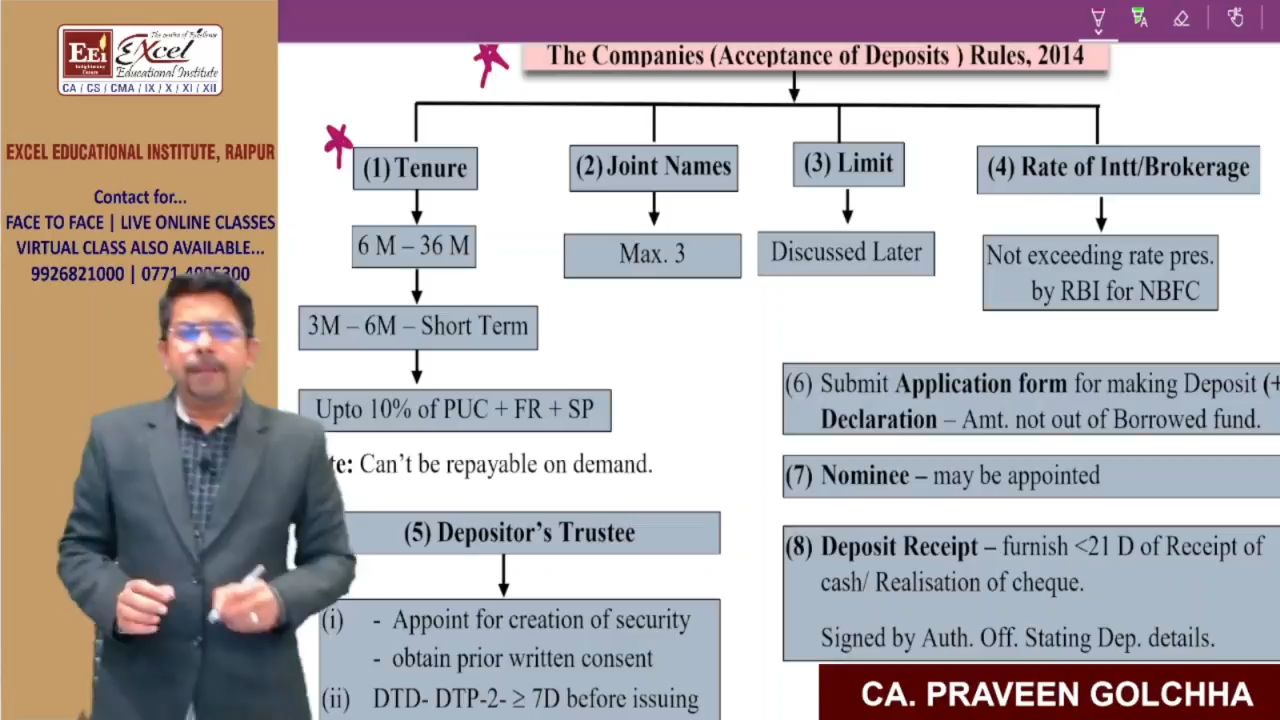 The centre of Excellence
EEi
Excel
Educational Institute
CA / CS / CMA / IX / X / XI / XII
EXCEL EDUCATIONAL INSTITUTE, RAIPUR
Contact for...
FACE TO FACE | LIVE ONLINE CLASSES
VIRTUAL CLASS ALSO AVAILABLE...
9926821000 | 0771
The Companies (Acceptance of Deposits ) Rules, 2014
(1) Tenure
(2) Joint Names
(3) Limit
(4) Rate of Intt/Brokerage
6 M – 36 M
Max. 3
Discussed Later
Not exceeding rate pres.
by RBI for NBFC
3M – 6M – Short Term
Upto 10% of PUC + FR + SP
Can’t be repayable on demand.
(5) Depositor’s Trustee
(i) - Appoint for creation of security
- obtain prior written consent
(ii) DTD- DTP-2- ≥ 7D before issuing
(6) Submit Application form for making Deposit (+
Declaration – Amt. not out of Borrowed fund.
(7) Nominee – may be appointed
(8) Deposit Receipt – furnish <21 D of Receipt of
cash/ Realisation of cheque.
Signed by Auth. Off. Stating Dep. details.
CA. PRAVEEN GOLCHHA